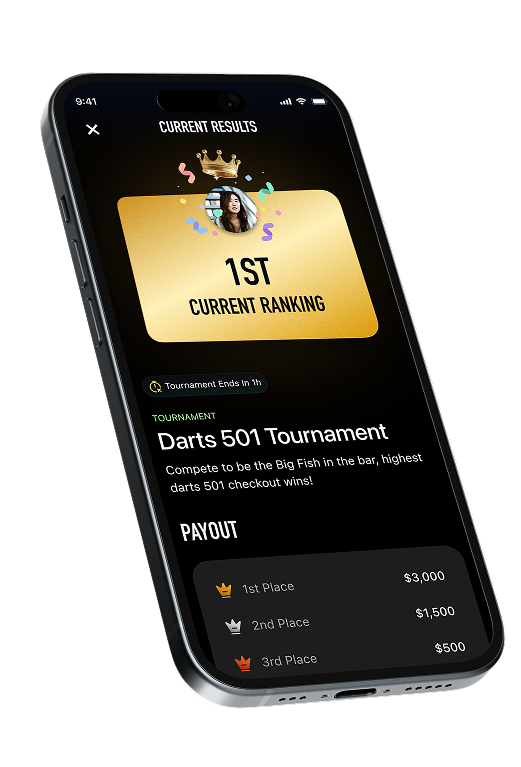 9:41
CURRENT RESULTS
1ST
CURRENT RANKING
Tournament Ends In 1h
TOURNAMENT
Darts 501 Tournament
Compete to be the Big Fish in the bar, highest
darts 501 checkout wins!
PAYOUT
1st Place $3,000
2nd Place $1,500
3rd Place $500